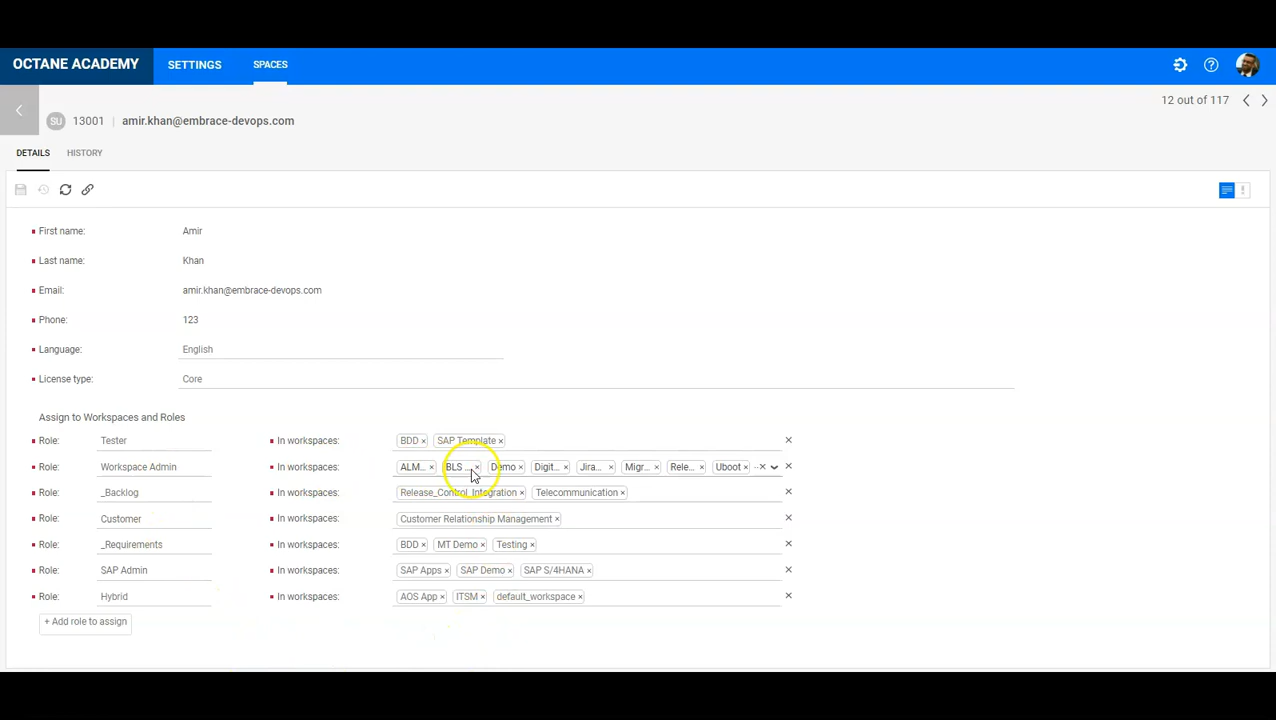 OCTANE ACADEMY SETTINGS SPACES
12 out of 117
SU 13001 | amir.khan@embrace-devops.com
DETAILS HISTORY
First name: Amir
Last name: Khan
Email: amir.khan@embrace-devops.com
Phone: 123
Language: English
License type: Core
Assign to Workspaces and Roles
Role: Tester In workspaces: BDD × SAP Template ×
Role: Workspace Admin In workspaces: ALM... × BLS ... × Demo × Digit... × Jira... × Migr... × Rele... × Uboot ×
Role: _Backlog In workspaces: Release_Control_Integration × Telecommunication ×
Role: Customer In workspaces: Customer Relationship Management ×
Role: _Requirements In workspaces: BDD × MT Demo × Testing ×
Role: SAP Admin In workspaces: SAP Apps × SAP Demo × SAP S/4HANA ×
Role: Hybrid In workspaces: AOS App × ITSM × default_workspace ×
+ Add role to assign